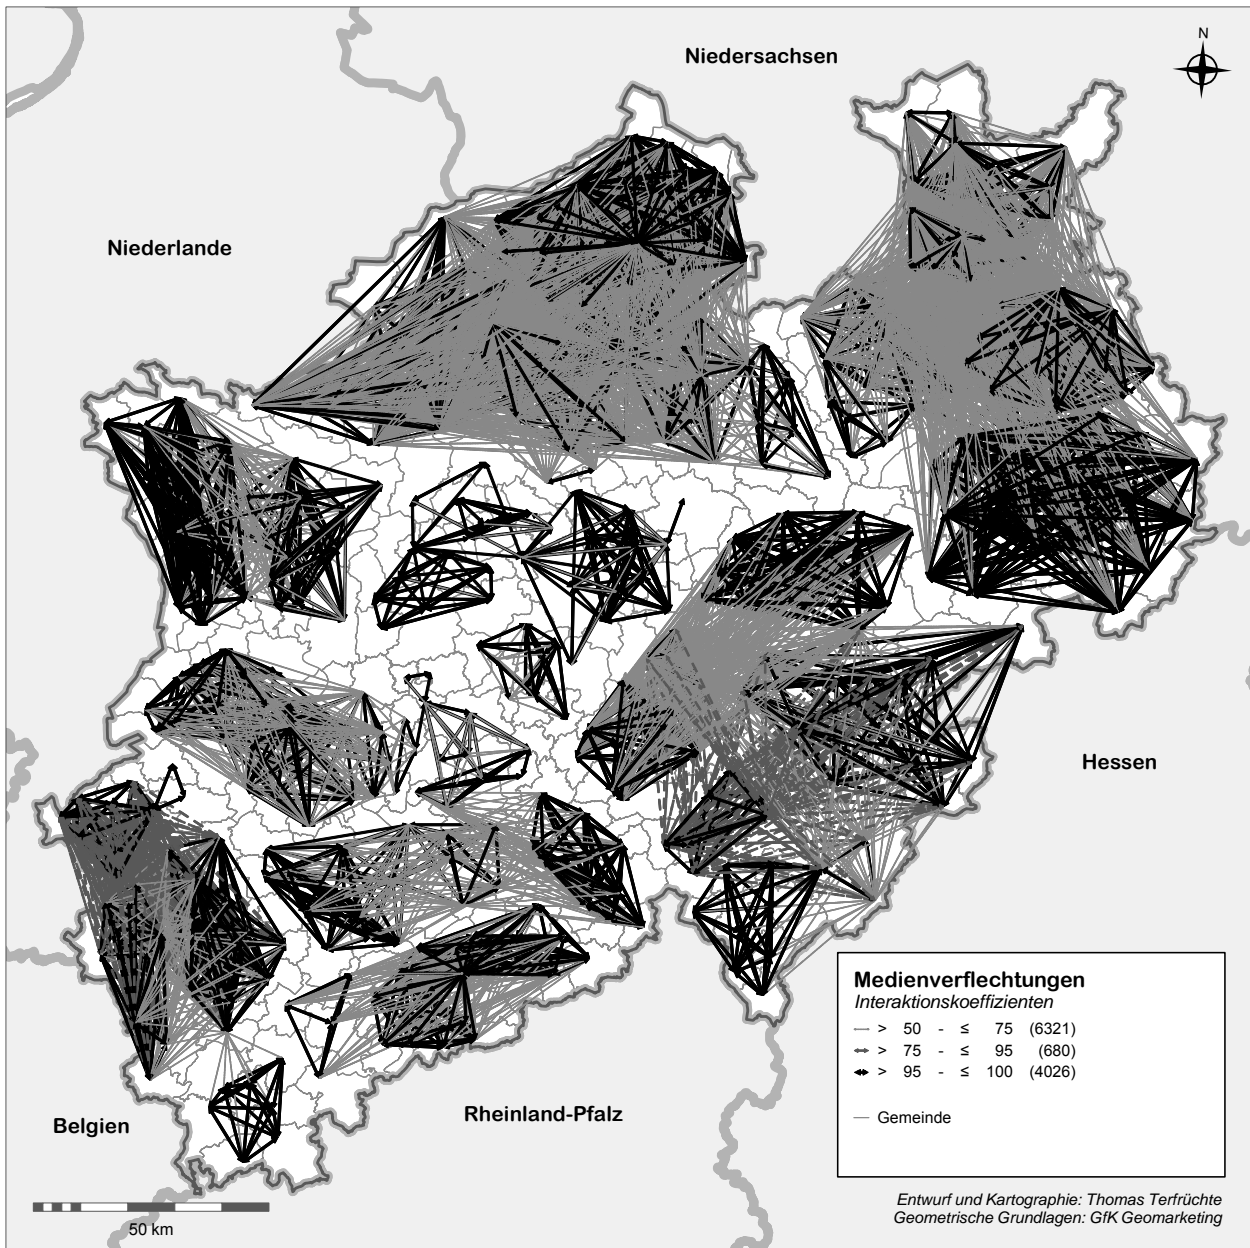 N
Niedersachsen
Niederlande
Hessen
Belgien
Rheinland-Pfalz
Medienverflechtungen
Interaktionskoeffizienten
> 50 - ≤ 75 (6321)
> 75 - ≤ 95 (680)
> 95 - ≤ 100 (4026)
Gemeinde
50 km
Entwurf und Kartographie: Thomas Terfrüchte
Geometrische Grundlagen: GfK Geomarketing